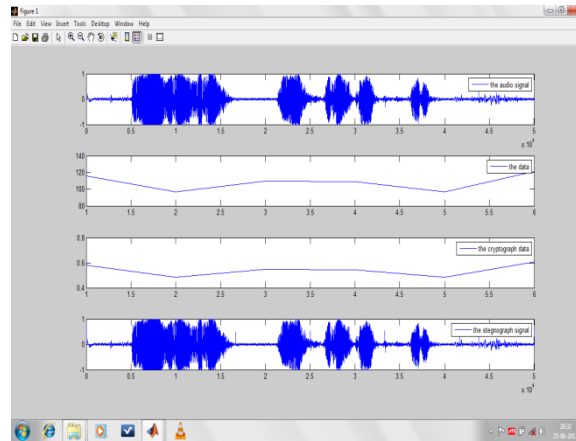 Figure 1
File Edit View Insert Tools Desktop Window Help
1
0
-1
the audio signal
0 0.5 1 1.5 2 2.5 3 3.5 4 4.5 5
x 10^4
140
120
100
80
the data
1 1.5 2 2.5 3 3.5 4 4.5 5 5.5 6
0.8
0.6
0.4
the cryptograph data
1 1.5 2 2.5 3 3.5 4 4.5 5 5.5 6
1
0
-1
the stegnograph signal
0 0.5 1 1.5 2 2.5 3 3.5 4 4.5 5
x 10^4